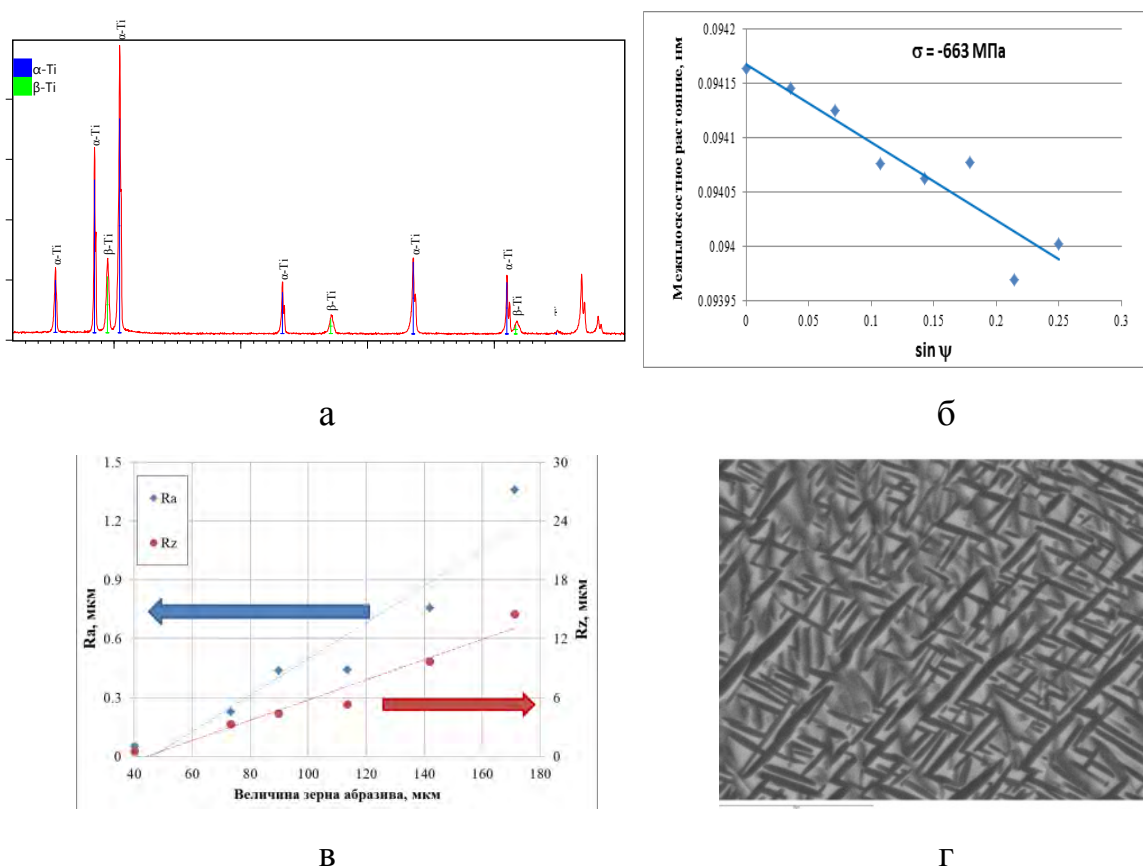 α-Ti
α-Ti
β-Ti
α-Ti
β-Ti
α-Ti
α-Ti
β-Ti
α-Ti
β-Ti
α-Ti
α-Ti
β-Ti
а
0.0942
0.09415
0.0941
0.09405
0.094
0.09395
Межплоскостное растояние, нм
σ = -663 МПа
0 0.05 0.1 0.15 0.2 0.25 0.3
sin ψ
б
1.5
1.2
0.9
0.6
0.3
0
Ra, мкм
Ra
Rz
30
24
18
12
6
0
Rz, мкм
40 60 80 100 120 140 160 180
Величина зерна абразива, мкм
в
г